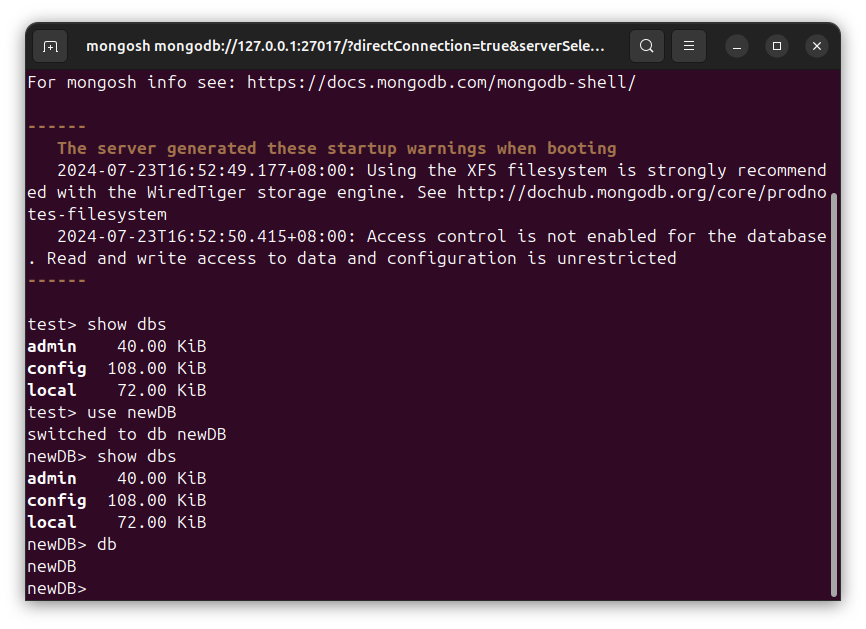 mongosh mongodb://127.0.0.1:27017/?directConnection=true&serverSele...
For mongosh info see: https://docs.mongodb.com/mongodb-shell/
------
   The server generated these startup warnings when booting
   2024-07-23T16:52:49.177+08:00: Using the XFS filesystem is strongly recommend
ed with the WiredTiger storage engine. See http://dochub.mongodb.org/core/prodno
tes-filesystem
   2024-07-23T16:52:50.415+08:00: Access control is not enabled for the database
. Read and write access to data and configuration is unrestricted
------
test> show dbs
admin    40.00 KiB
config  108.00 KiB
local    72.00 KiB
test> use newDB
switched to db newDB
newDB> show dbs
admin    40.00 KiB
config  108.00 KiB
local    72.00 KiB
newDB> db
newDB
newDB>